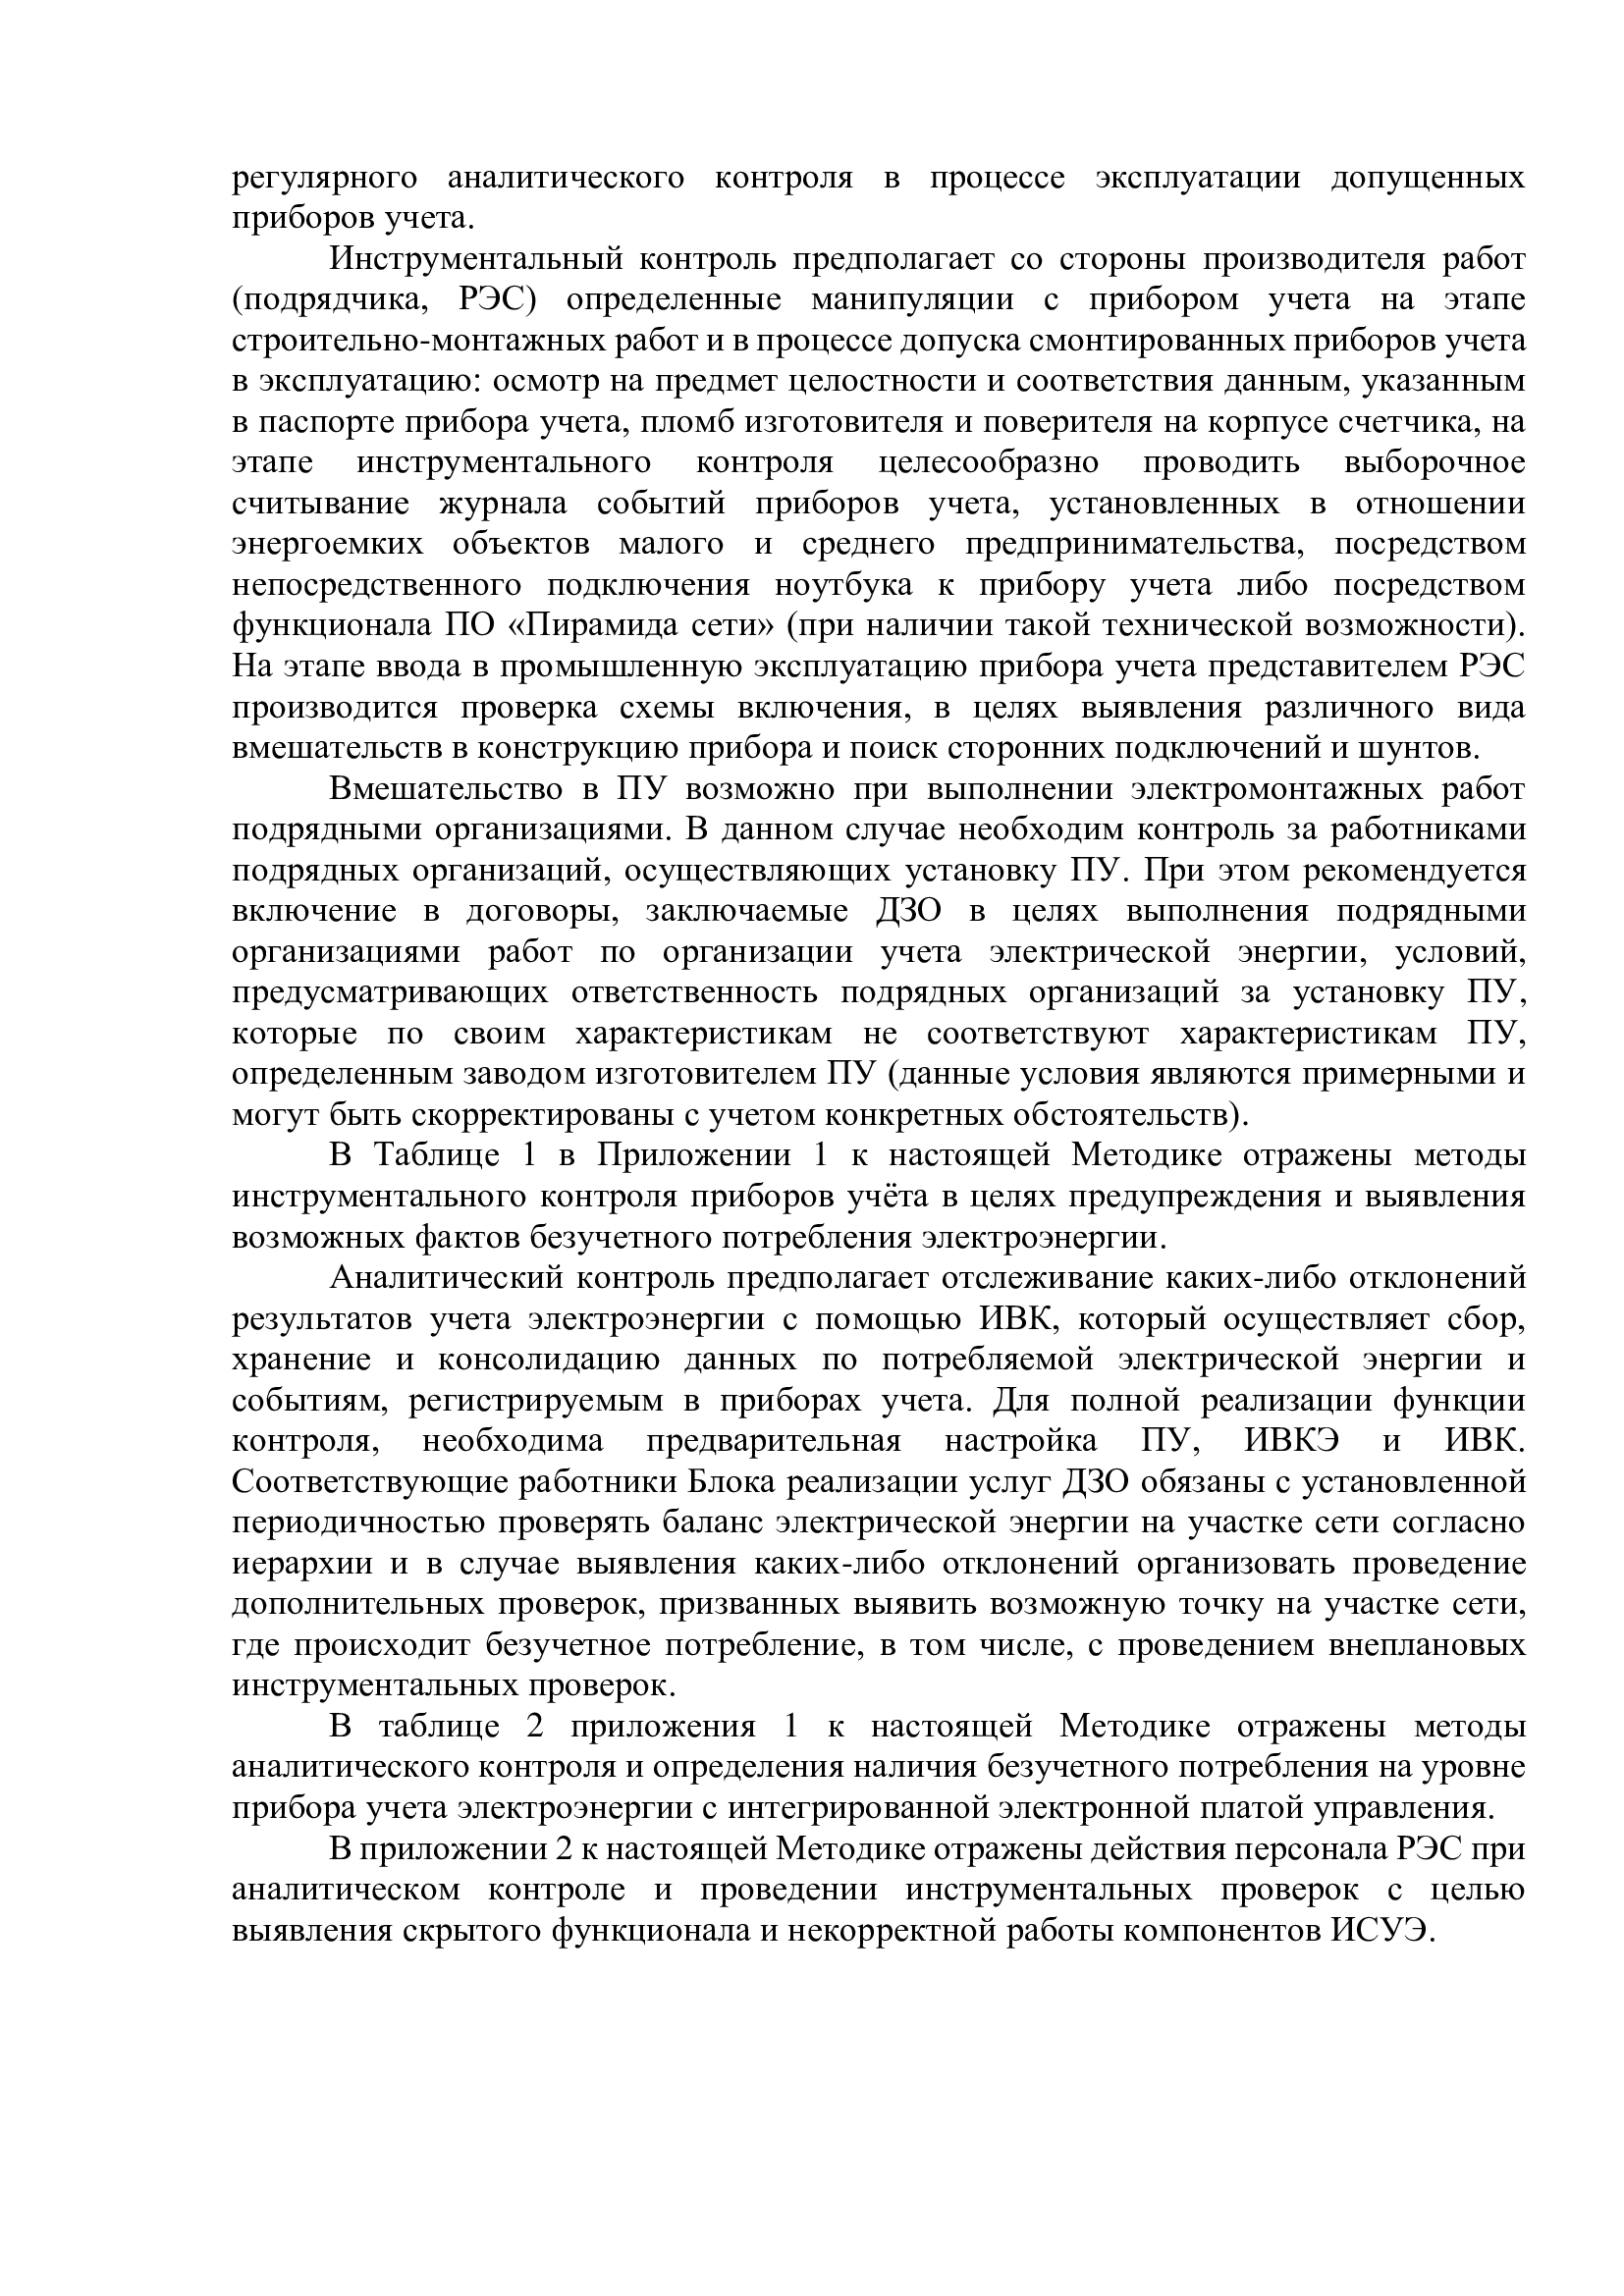 регулярного аналитического контроля в процессе эксплуатации допущенных
приборов учета.
Инструментальный контроль предполагает со стороны производителя работ
(подрядчика, РЭС) определенные манипуляции с прибором учета на этапе
строительно-монтажных работ и в процессе допуска смонтированных приборов учета
в эксплуатацию: осмотр на предмет целостности и соответствия данным, указанным
в паспорте прибора учета, пломб изготовителя и поверителя на корпусе счетчика, на
этапе инструментального контроля целесообразно проводить выборочное
считывание журнала событий приборов учета, установленных в отношении
энергоемких объектов малого и среднего предпринимательства, посредством
непосредственного подключения ноутбука к прибору учета либо посредством
функционала ПО «Пирамида сети» (при наличии такой технической возможности).
На этапе ввода в промышленную эксплуатацию прибора учета представителем РЭС
производится проверка схемы включения, в целях выявления различного вида
вмешательств в конструкцию прибора и поиск сторонних подключений и шунтов.
Вмешательство в ПУ возможно при выполнении электромонтажных работ
подрядными организациями. В данном случае необходим контроль за работниками
подрядных организаций, осуществляющих установку ПУ. При этом рекомендуется
включение в договоры, заключаемые ДЗО в целях выполнения подрядными
организациями работ по организации учета электрической энергии, условий,
предусматривающих ответственность подрядных организаций за установку ПУ,
которые по своим характеристикам не соответствуют характеристикам ПУ,
определенным заводом изготовителем ПУ (данные условия являются примерными и
могут быть скорректированы с учетом конкретных обстоятельств).
В Таблице 1 в Приложении 1 к настоящей Методике отражены методы
инструментального контроля приборов учёта в целях предупреждения и выявления
возможных фактов безучетного потребления электроэнергии.
Аналитический контроль предполагает отслеживание каких-либо отклонений
результатов учета электроэнергии с помощью ИВК, который осуществляет сбор,
хранение и консолидацию данных по потребляемой электрической энергии и
событиям, регистрируемым в приборах учета. Для полной реализации функции
контроля, необходима предварительная настройка ПУ, ИВКЭ и ИВК.
Соответствующие работники Блока реализации услуг ДЗО обязаны с установленной
периодичностью проверять баланс электрической энергии на участке сети согласно
иерархии и в случае выявления каких-либо отклонений организовать проведение
дополнительных проверок, призванных выявить возможную точку на участке сети,
где происходит безучетное потребление, в том числе, с проведением внеплановых
инструментальных проверок.
В таблице 2 приложения 1 к настоящей Методике отражены методы
аналитического контроля и определения наличия безучетного потребления на уровне
прибора учета электроэнергии с интегрированной электронной платой управления.
В приложении 2 к настоящей Методике отражены действия персонала РЭС при
аналитическом контроле и проведении инструментальных проверок с целью
выявления скрытого функционала и некорректной работы компонентов ИСУЭ.